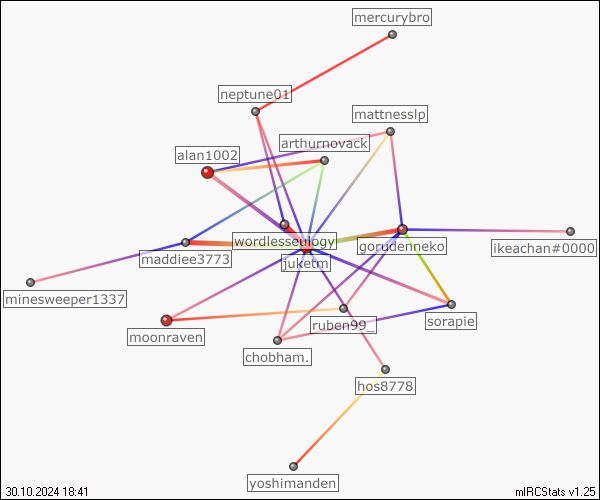 mercurybro
neptune01
mattnesslp
arthurnovack
alan1002
wordlesseulogy
gorudenneko
ikeachan#0000
maddiee3773
juketm
minesweeper1337
ruben99_
sorapie
moonraven
chobham.
hos8778
yoshimanden
30.10.2024 18:41
mIRCStats v1.25